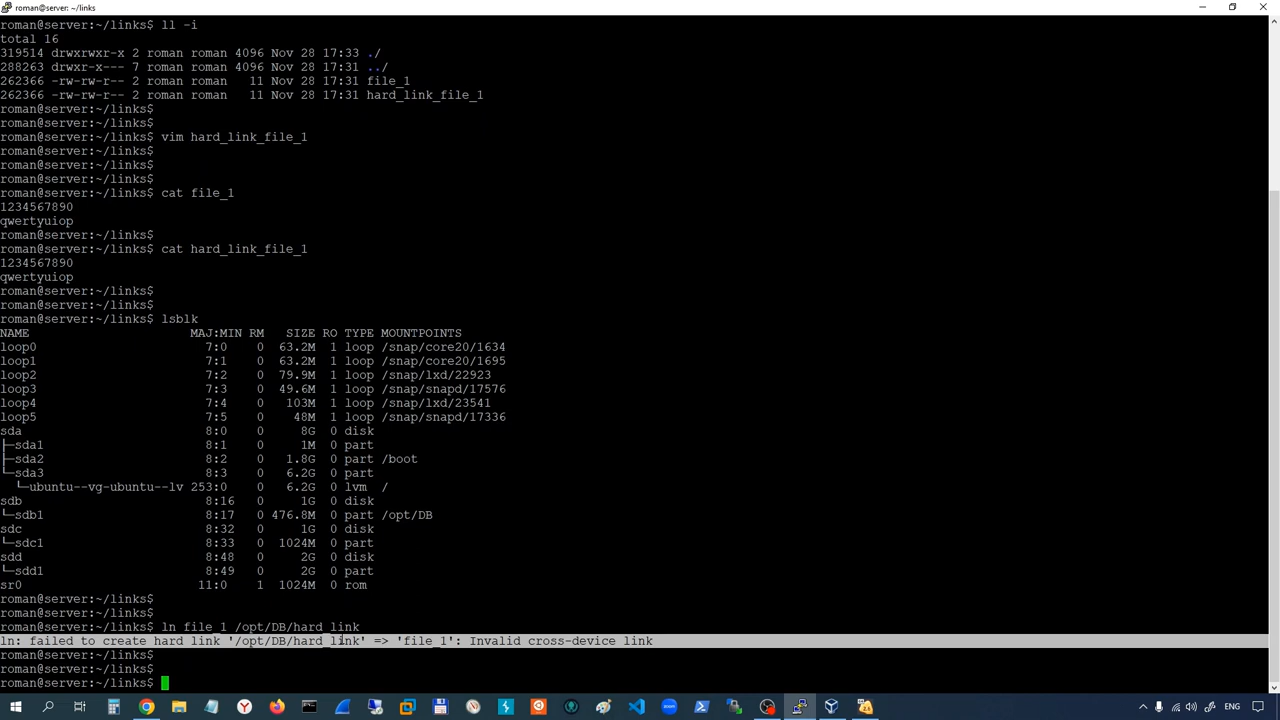 roman@server: ~/links
roman@server:~/links$ ll -i
total 16
319514 drwxrwxr-x 2 roman roman 4096 Nov 28 17:33 ./
288263 drwxr-x--- 7 roman roman 4096 Nov 28 17:31 ../
262366 -rw-rw-r-- 2 roman roman   11 Nov 28 17:31 file_1
262366 -rw-rw-r-- 2 roman roman   11 Nov 28 17:31 hard_link_file_1
roman@server:~/links$
roman@server:~/links$
roman@server:~/links$ vim hard_link_file_1
roman@server:~/links$
roman@server:~/links$
roman@server:~/links$
roman@server:~/links$ cat file_1
1234567890
qwertyuiop
roman@server:~/links$
roman@server:~/links$ cat hard_link_file_1
1234567890
qwertyuiop
roman@server:~/links$
roman@server:~/links$
roman@server:~/links$ lsblk
NAME                      MAJ:MIN RM   SIZE RO TYPE MOUNTPOINTS
loop0                       7:0    0  63.2M  1 loop /snap/core20/1634
loop1                       7:1    0  63.2M  1 loop /snap/core20/1695
loop2                       7:2    0  79.9M  1 loop /snap/lxd/22923
loop3                       7:3    0  49.6M  1 loop /snap/snapd/17576
loop4                       7:4    0   103M  1 loop /snap/lxd/23541
loop5                       7:5    0    48M  1 loop /snap/snapd/17336
sda                         8:0    0     8G  0 disk
├─sda1                      8:1    0     1M  0 part
├─sda2                      8:2    0   1.8G  0 part /boot
└─sda3                      8:3    0   6.2G  0 part
  └─ubuntu--vg-ubuntu--lv 253:0    0   6.2G  0 lvm  /
sdb                         8:16   0     1G  0 disk
└─sdb1                      8:17   0 476.8M  0 part /opt/DB
sdc                         8:32   0     1G  0 disk
└─sdc1                      8:33   0  1024M  0 part
sdd                         8:48   0     2G  0 disk
└─sdd1                      8:49   0     2G  0 part
sr0                        11:0    1  1024M  0 rom
roman@server:~/links$
roman@server:~/links$
roman@server:~/links$ ln file_1 /opt/DB/hard_link
ln: failed to create hard link '/opt/DB/hard_link' => 'file_1': Invalid cross-device link
roman@server:~/links$
roman@server:~/links$
roman@server:~/links$
ENG